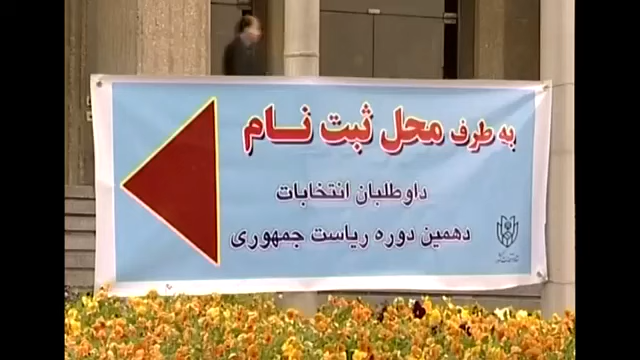 به طرف محل ثبت نام
داوطلبان انتخابات
دهمین دوره ریاست جمهوری